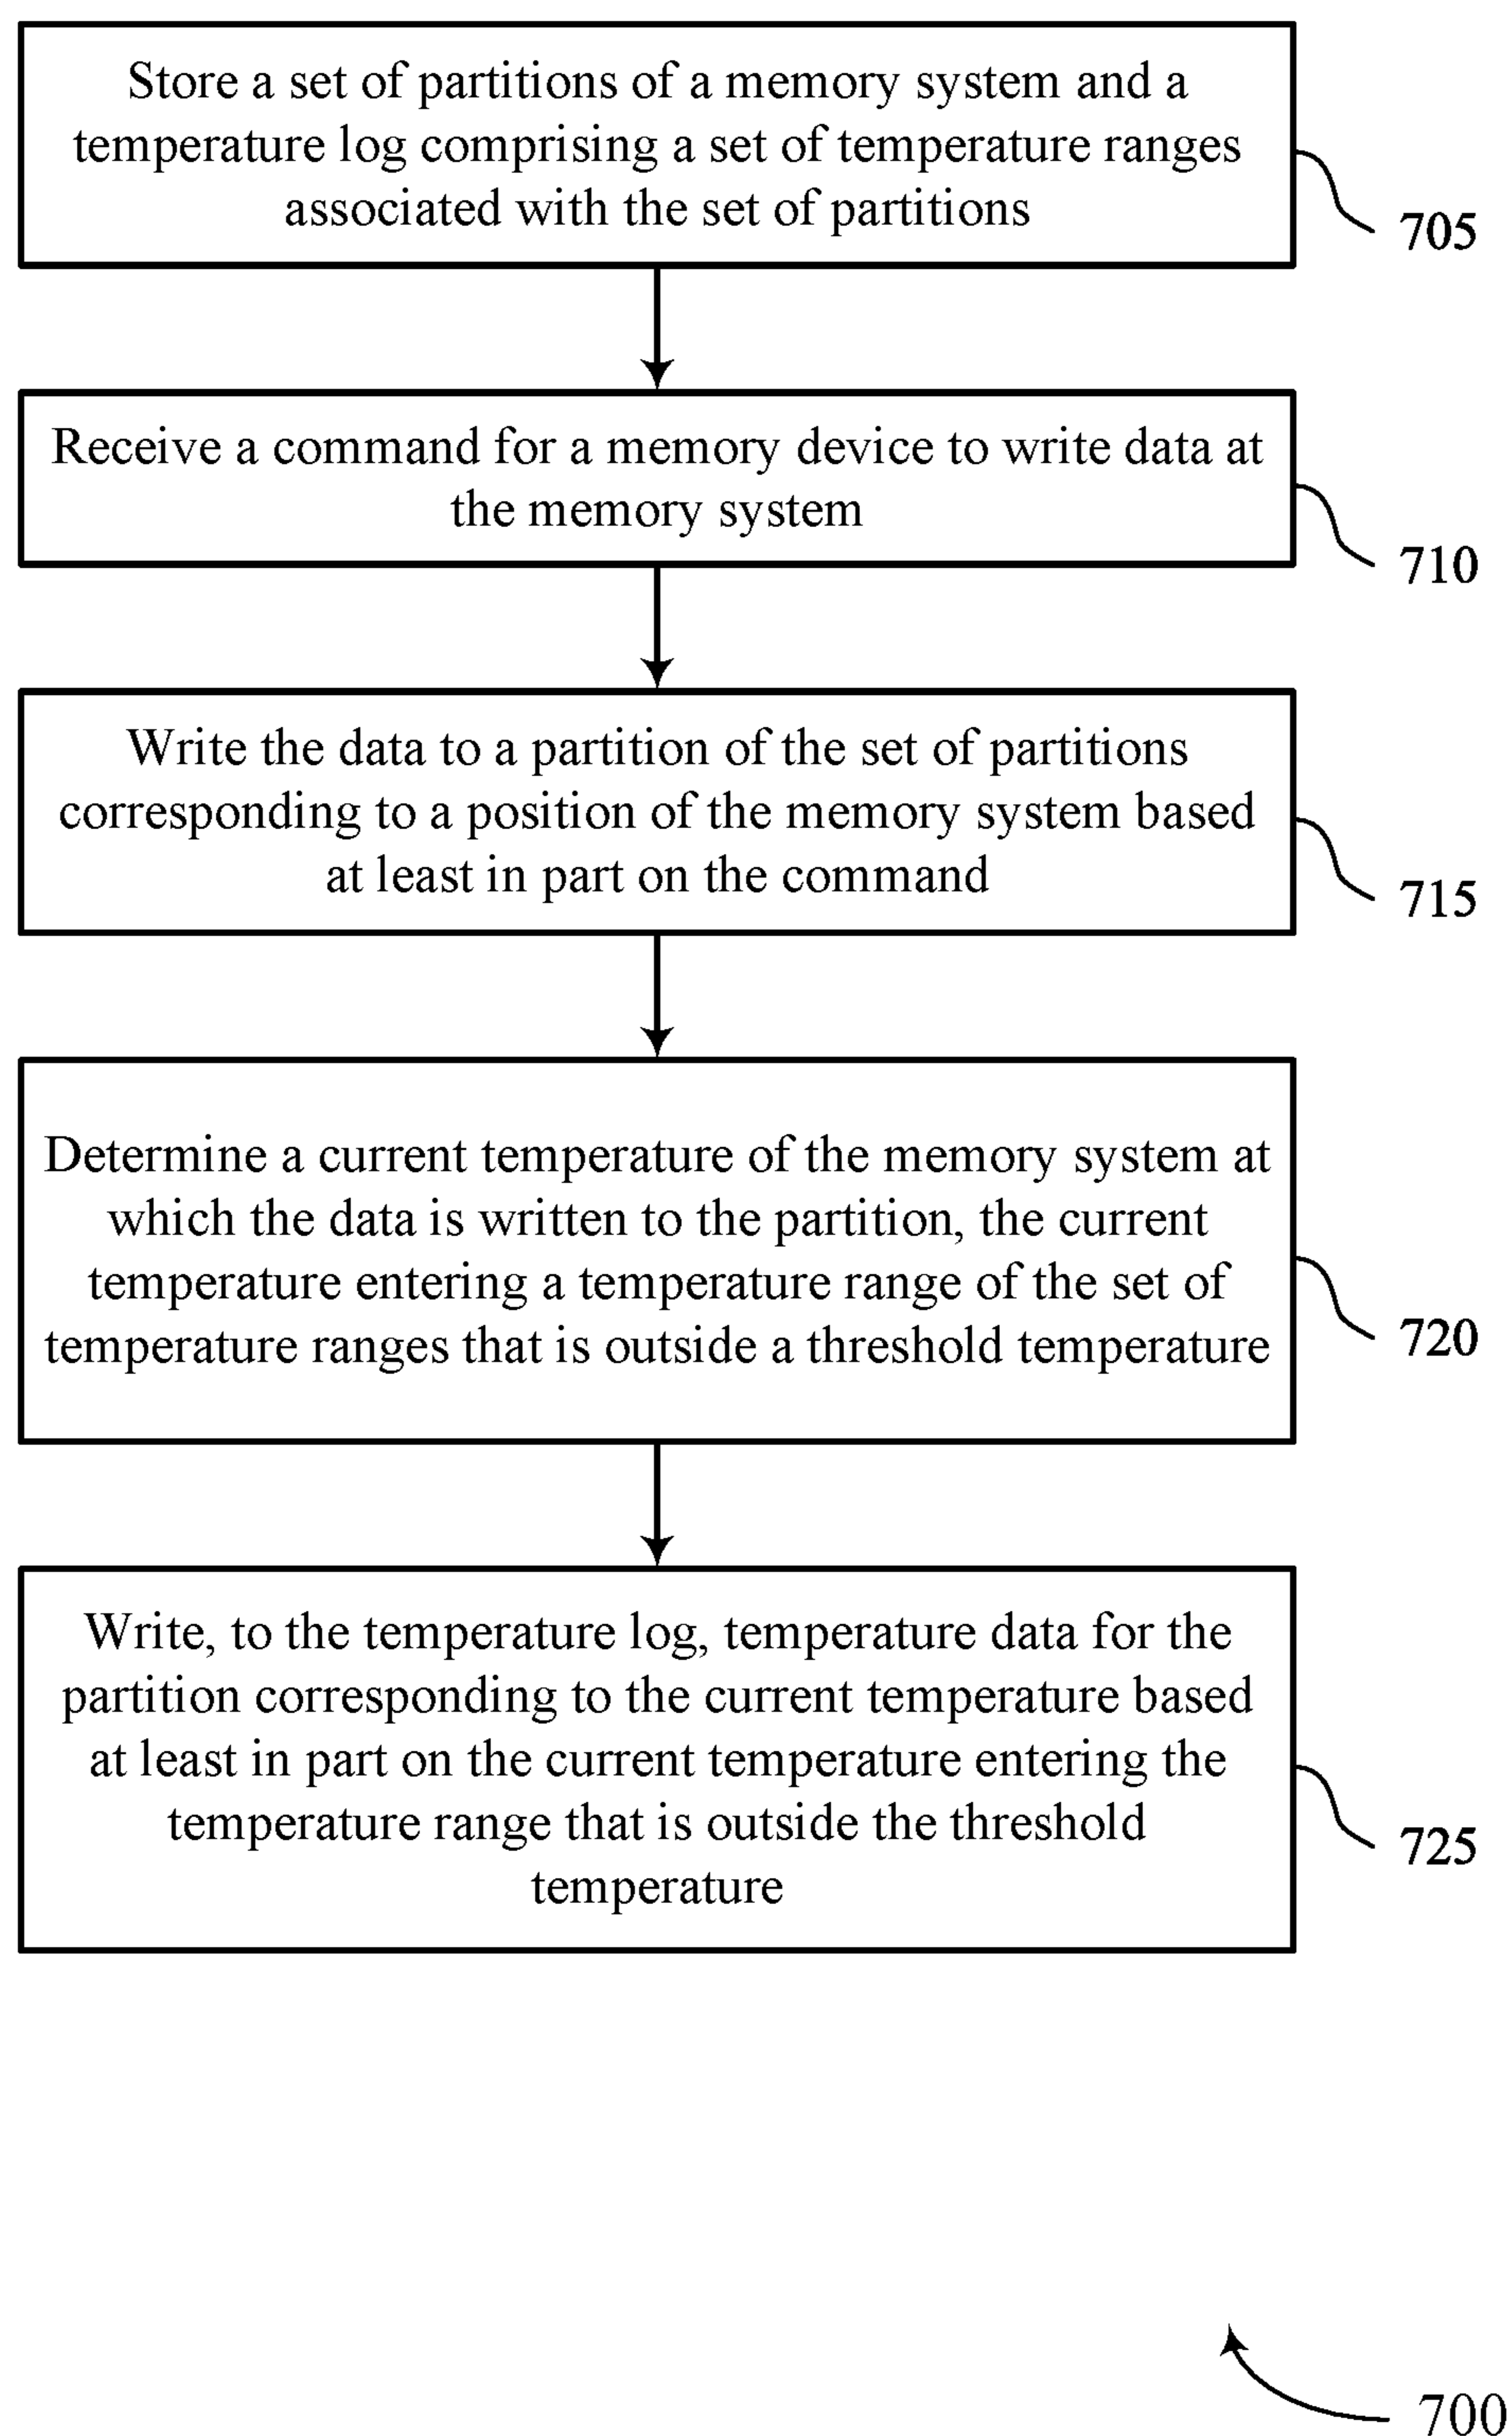 Store a set of partitions of a memory system and a
temperature log comprising a set of temperature ranges
associated with the set of partitions
705
Receive a command for a memory device to write data at
the memory system
710
Write the data to a partition of the set of partitions
corresponding to a position of the memory system based
at least in part on the command
715
Determine a current temperature of the memory system at
which the data is written to the partition, the current
temperature entering a temperature range of the set of
temperature ranges that is outside a threshold temperature
720
Write, to the temperature log, temperature data for the
partition corresponding to the current temperature based
at least in part on the current temperature entering the
temperature range that is outside the threshold
temperature
725
700